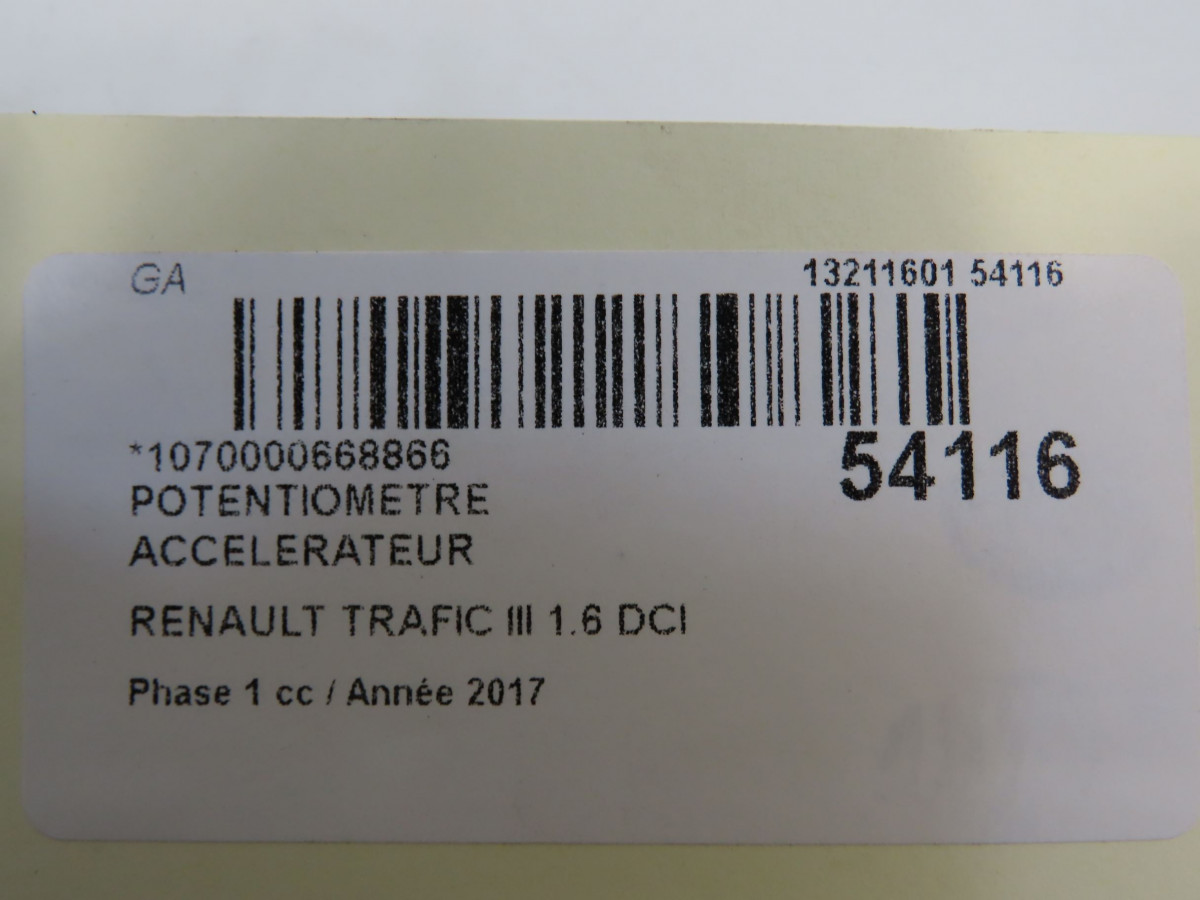 GA
13211601 54116
*1070000668866
54116
POTENTIOMETRE
ACCELERATEUR
RENAULT TRAFIC III 1.6 DCI
Phase 1 cc / Année 2017